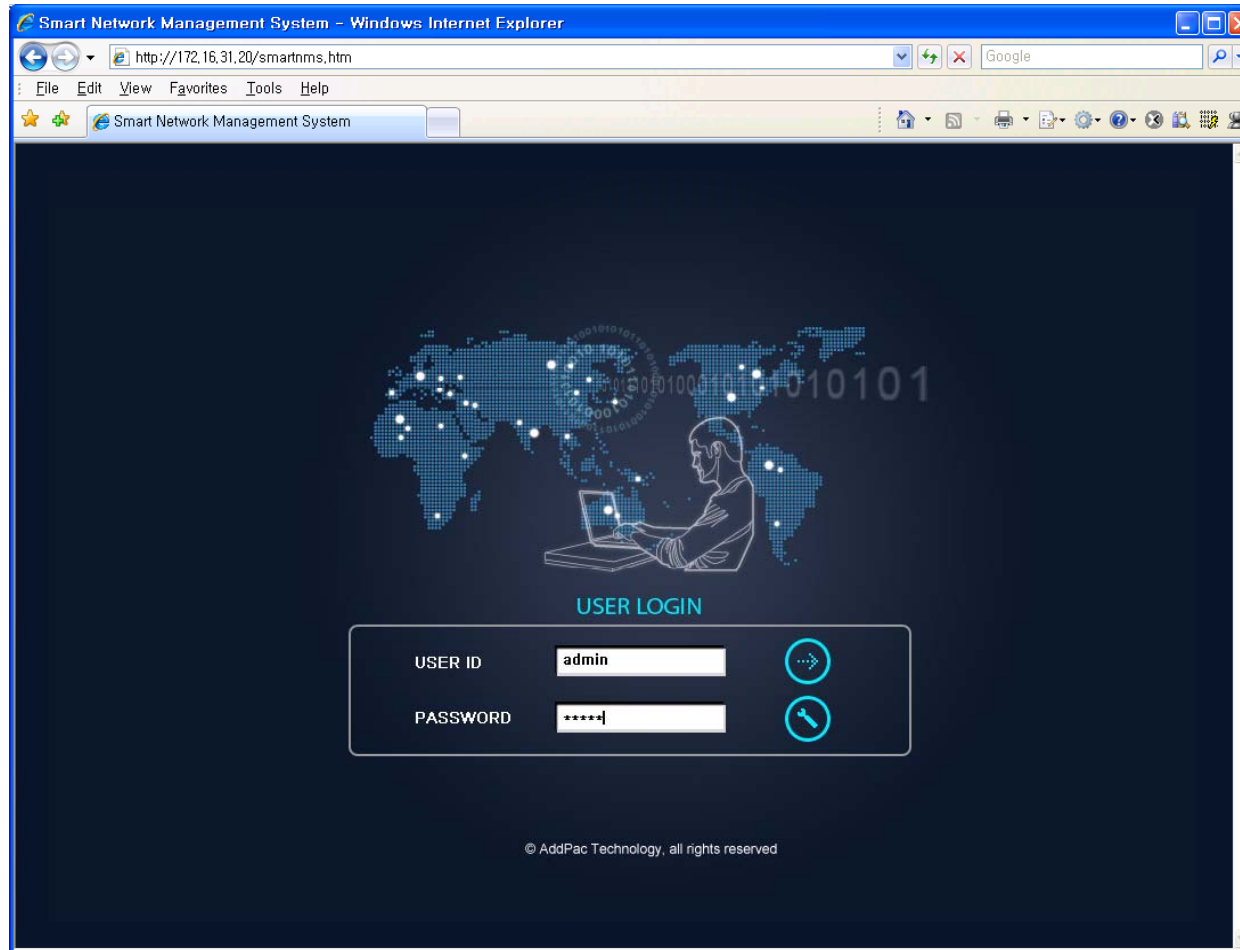 Smart Network Management System - Windows Internet Explorer
http://172.16.31.20/smartnms.htm
Google
File Edit View Favorites Tools Help
Smart Network Management System
010101
USER LOGIN
USER ID
admin
PASSWORD
*****
© AddPac Technology, all rights reserved